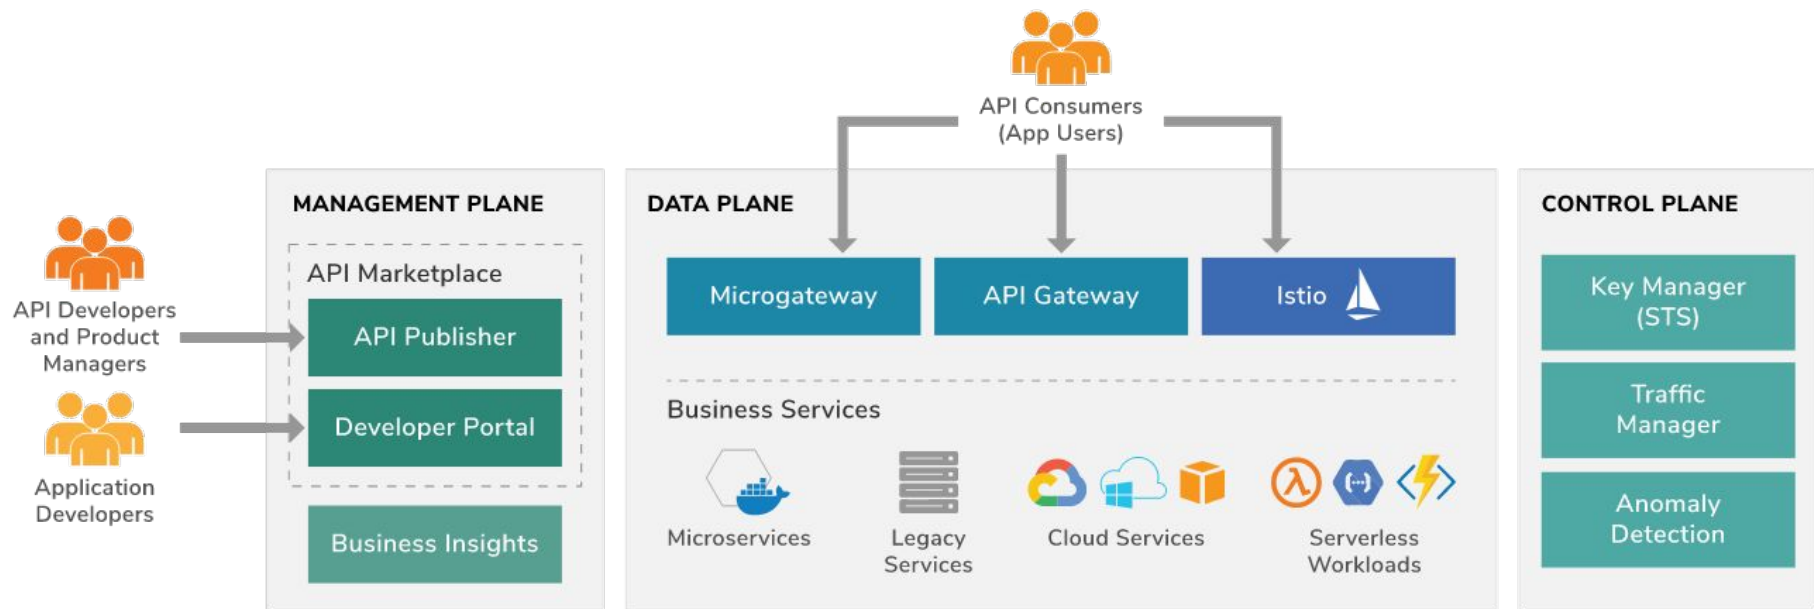 API Consumers
(App Users)
API Developers
and Product
Managers
Application
Developers
MANAGEMENT PLANE
API Marketplace
API Publisher
Developer Portal
Business Insights
DATA PLANE
Microgateway
API Gateway
Istio
Business Services
Microservices
Legacy
Services
Cloud Services
Serverless
Workloads
CONTROL PLANE
Key Manager
(STS)
Traffic
Manager
Anomaly
Detection